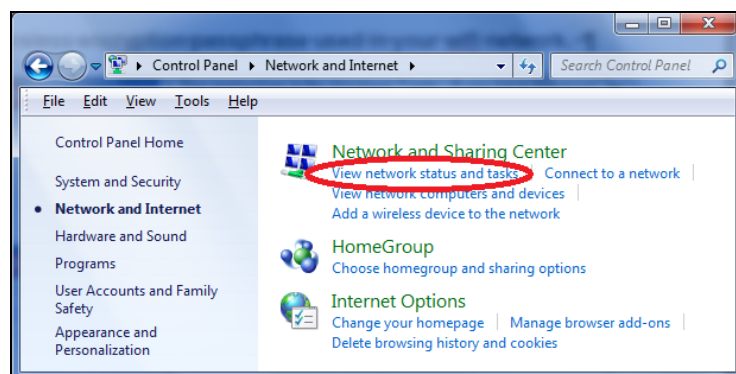 Control Panel Network and Internet Search Control Panel
File Edit View Tools Help
Control Panel Home
System and Security
Network and Internet
Hardware and Sound
Programs
User Accounts and Family
Safety
Appearance and
Personalization
Network and Sharing Center
View network status and tasks Connect to a network
View network computers and devices
Add a wireless device to the network
HomeGroup
Choose homegroup and sharing options
Internet Options
Change your homepage Manage browser add-ons
Delete browsing history and cookies